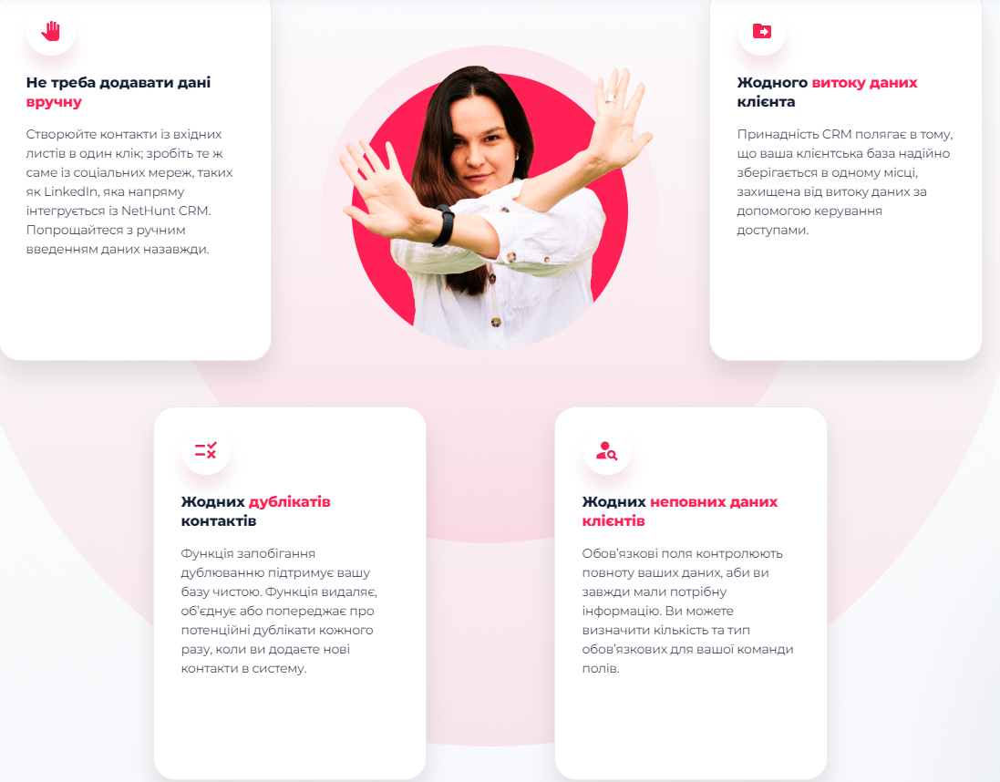 Не треба додавати дані
вручну
Створюйте контакти із вхідних
листів в один клік; зробіть те ж
саме із соціальних мереж, таких
як LinkedIn, яка напряму
інтегрується із NetHunt CRM.
Попрощайтеся з ручним
введенням даних назавжди.
Жодного витоку даних
клієнта
Принадність CRM полягає в тому,
що ваша клієнтська база надійно
зберігається в одному місці,
захищена від витоку даних за
допомогою керування
доступами.
Жодних дублікатів
контактів
Функція запобігання
дублюванню підтримує вашу
базу чистою. Функція видаляє,
об’єднує або попереджає про
потенційні дублікати кожного
разу, коли ви додаєте нові
контакти в систему.
Жодних неповних даних
клієнтів
Обов’язкові поля контролюють
повноту ваших даних, аби ви
завжди мали потрібну
інформацію. Ви можете
визначити кількість та тип
обов’язкових для вашої команди
полів.